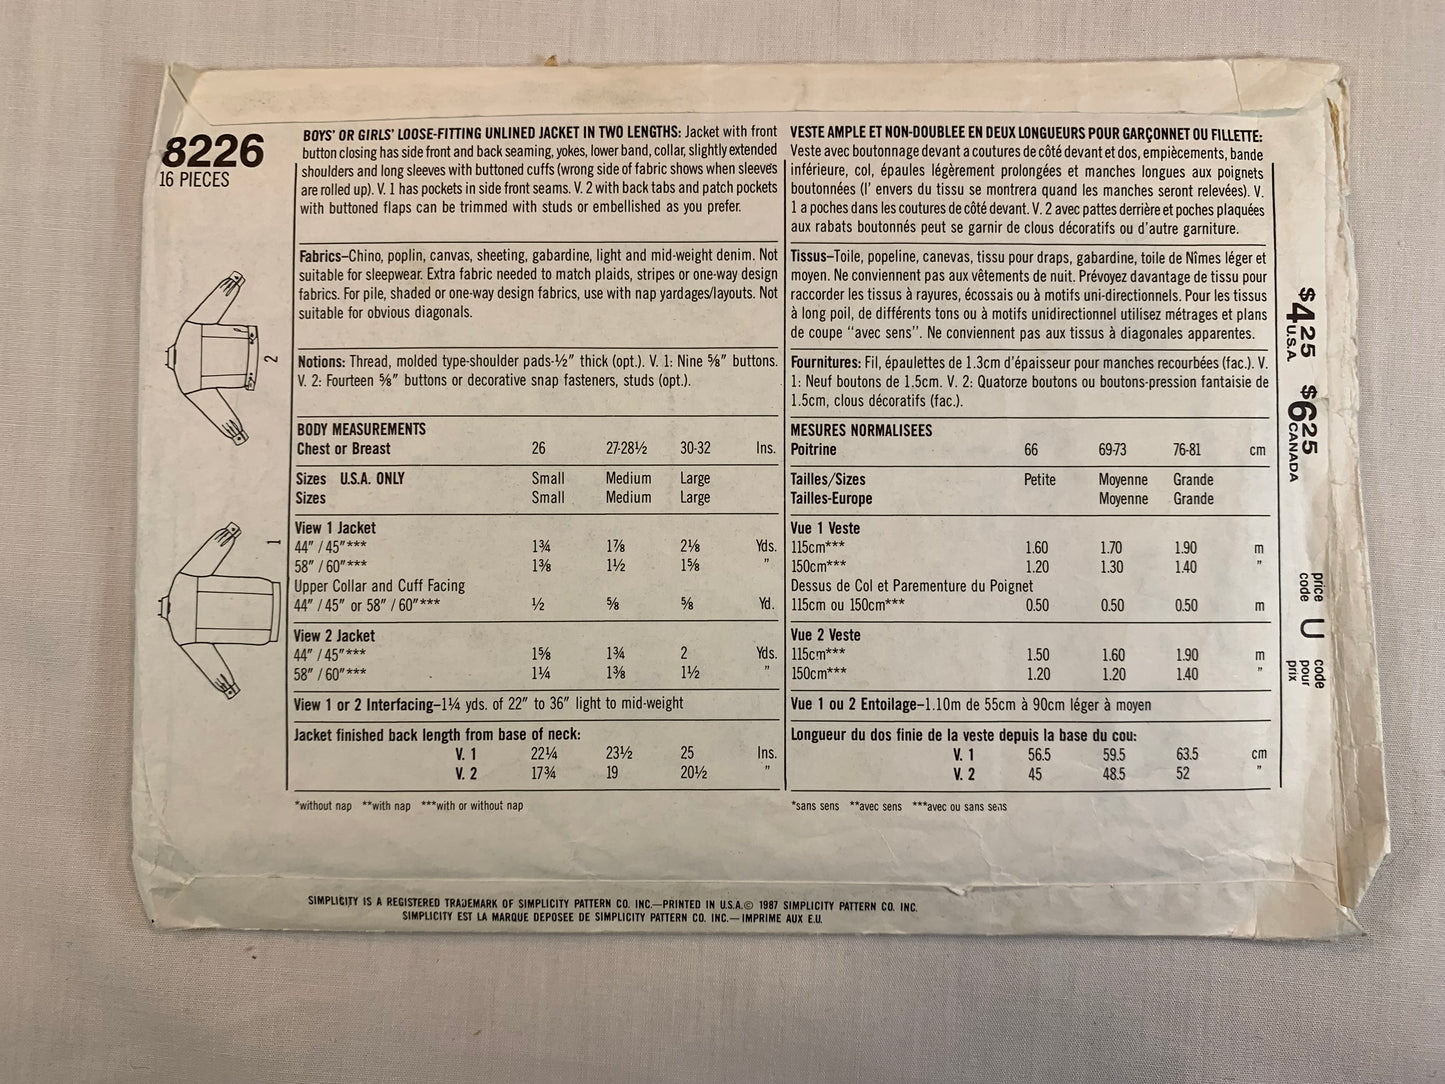 8226
16 PIECES
BOYS' OR GIRLS' LOOSE-FITTING UNLINED JACKET IN TWO LENGTHS: Jacket with front
button closing has side front and back seaming, yokes, lower band, collar, slightly extended
shoulders and long sleeves with buttoned cuffs (wrong side of fabric shows when sleeves
are rolled up). V. 1 has pockets in side front seams. V. 2 with back tabs and patch pockets
with buttoned flaps can be trimmed with studs or embellished as you prefer.
Fabrics–Chino, poplin, canvas, sheeting, gabardine, light and mid-weight denim. Not
suitable for sleepwear. Extra fabric needed to match plaids, stripes or one-way design
fabrics. For pile, shaded or one-way design fabrics, use with nap yardages/layouts. Not
suitable for obvious diagonals.
Notions: Thread, molded type-shoulder pads-½" thick (opt.). V. 1: Nine ⅝" buttons.
V. 2: Fourteen ⅝" buttons or decorative snap fasteners, studs (opt.).
BODY MEASUREMENTS
Chest or Breast 26 27-28½ 30-32 Ins.
Sizes U.S.A. ONLY Small Medium Large
Sizes Small Medium Large
View 1 Jacket
44" / 45"*** 1¾ 1⅞ 2⅛ Yds.
58" / 60"*** 1⅜ 1½ 1⅝ "
Upper Collar and Cuff Facing
44" / 45" or 58" / 60"*** ½ ⅝ ⅝ Yd.
View 2 Jacket
44" / 45"*** 1⅝ 1¾ 2 Yds.
58" / 60"*** 1¼ 1⅜ 1½ "
View 1 or 2 Interfacing–1¼ yds. of 22" to 36" light to mid-weight
Jacket finished back length from base of neck:
V. 1 22¼ 23½ 25 Ins.
V. 2 17¾ 19 20½ "
*without nap **with nap ***with or without nap
VESTE AMPLE ET NON-DOUBLEE EN DEUX LONGUEURS POUR GARÇONNET OU FILLETTE:
Veste avec boutonnage devant a coutures de côté devant et dos, empiècements, bande
inférieure, col, épaules légèrement prolongées et manches longues aux poignets
boutonnées (l' envers du tissu se montrera quand les manches seront relevées). V.
1 a poches dans les coutures de côté devant. V. 2 avec pattes derrière et poches plaquées
aux rabats boutonnés peut se garnir de clous décoratifs ou d'autre garniture.
Tissus–Toile, popeline, canevas, tissu pour draps, gabardine, toile de Nîmes léger et
moyen. Ne conviennent pas aux vêtements de nuit. Prévoyez davantage de tissu pour
raccorder les tissus à rayures, écossais ou à motifs uni-directionnels. Pour les tissus
à long poil, de différents tons ou à motifs unidirectionnel utilisez métrages et plans
de coupe "avec sens". Ne conviennent pas aux tissus à diagonales apparentes.
Fournitures: Fil, épaulettes de 1.3cm d'épaisseur pour manches recourbées (fac.). V.
1: Neuf boutons de 1.5cm. V. 2: Quatorze boutons ou boutons-pression fantaisie de
1.5cm, clous décoratifs (fac.).
MESURES NORMALISEES
Poitrine 66 69-73 76-81 cm
Tailles/Sizes Petite Moyenne Grande
Tailles-Europe Moyenne Grande
Vue 1 Veste
115cm*** 1.60 1.70 1.90 m
150cm*** 1.20 1.30 1.40 "
Dessus de Col et Parementure du Poignet
115cm ou 150cm*** 0.50 0.50 0.50 m
Vue 2 Veste
115cm*** 1.50 1.60 1.90 m
150cm*** 1.20 1.20 1.40 "
Vue 1 ou 2 Entoilage–1.10m de 55cm à 90cm léger à moyen
Longueur du dos finie de la veste depuis la base du cou:
V. 1 56.5 59.5 63.5 cm
V. 2 45 48.5 52 "
*sans sens **avec sens ***avec ou sans sens
2
1
$4.25
U.S.A.
$6.25
CANADA
price
code
U
code
pour
prix
SIMPLICITY IS A REGISTERED TRADEMARK OF SIMPLICITY PATTERN CO. INC.—PRINTED IN U.S.A.© 1987 SIMPLICITY PATTERN CO. INC.
SIMPLICITY EST LA MARQUE DEPOSEE DE SIMPLICITY PATTERN CO. INC.—IMPRIME AUX E.U.